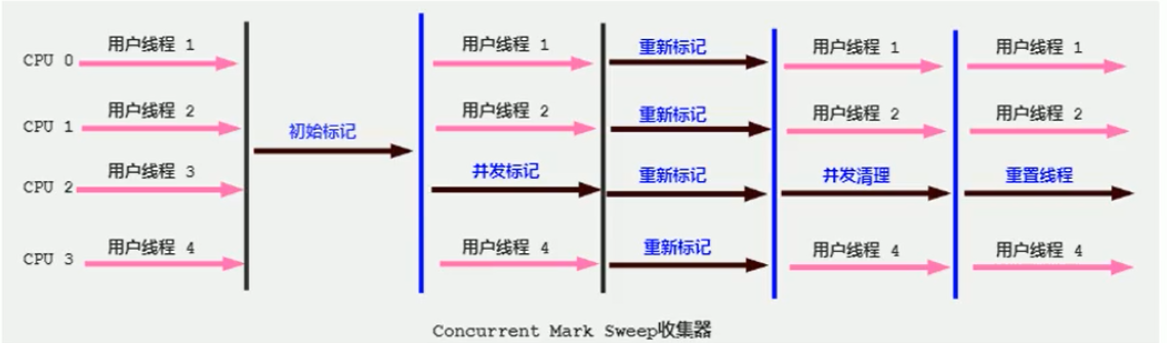 用户线程 1 用户线程 1 重新标记 用户线程 1 用户线程 1
CPU 0
用户线程 2 用户线程 2 重新标记 用户线程 2 用户线程 2
CPU 1
初始标记
用户线程 3 并发标记 重新标记 并发清理 重置线程
CPU 2
用户线程 4 用户线程 4 重新标记 用户线程 4 用户线程 4
CPU 3
Concurrent Mark Sweep收集器